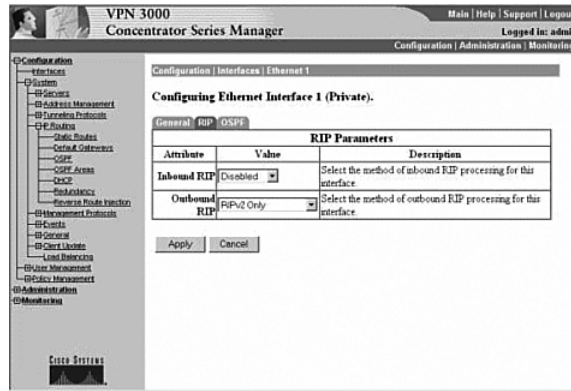 VPN 3000
Concentrator Series Manager
Main | Help | Support | Logou
Logged in: admi
Configuration | Administration | Monitorin
Configuration
Interfaces
System
Servers
Address Management
Tunneling Protocols
IP Routing
Static Routes
Default Gateways
OSPF
OSPF Areas
DHCP
Redundancy
Reverse Route Injection
Management Protocols
Events
General
Client Update
Load Balancing
User Management
Policy Management
Administration
Monitoring
Cisco Systems
Configuration | Interfaces | Ethernet 1
Configuring Ethernet Interface 1 (Private).
General RIP OSPF
RIP Parameters
Attribute Value Description
Inbound RIP Disabled Select the method of inbound RIP processing for this
interface.
Outbound
RIP RIPv2 Only Select the method of outbound RIP processing for this
interface.
Apply Cancel